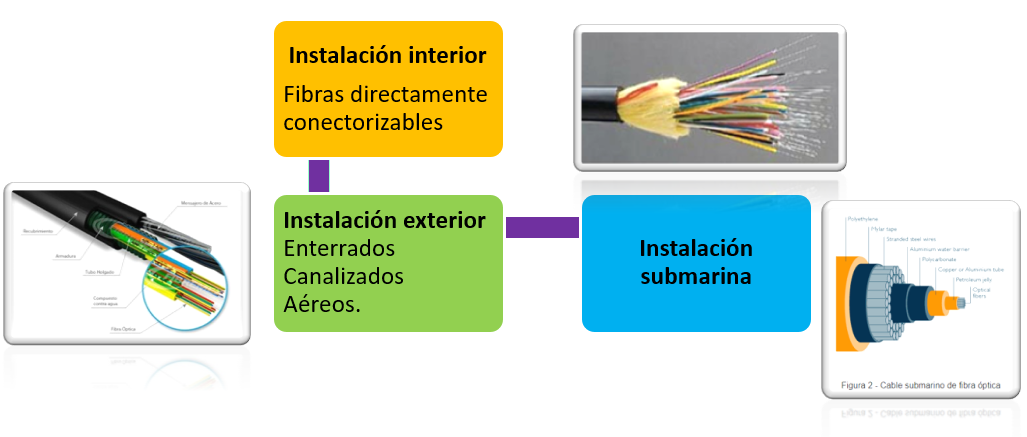 Instalación interior
Fibras directamente
conectorizables
Instalación exterior
Enterrados
Canalizados
Aéreos.
Instalación
submarina
Mensajero de Acero
Recubrimiento
Armadura
Tubo Holgado
Compuesto
contra agua
Fibra Óptica
Polyethylene
Mylar tape
Stranded steel wires
Aluminium water barrier
Polycarbonate
Copper or Aluminium tube
Petroleum jelly
Optical
fibers
Figura 2 - Cable submarino de fibra óptica